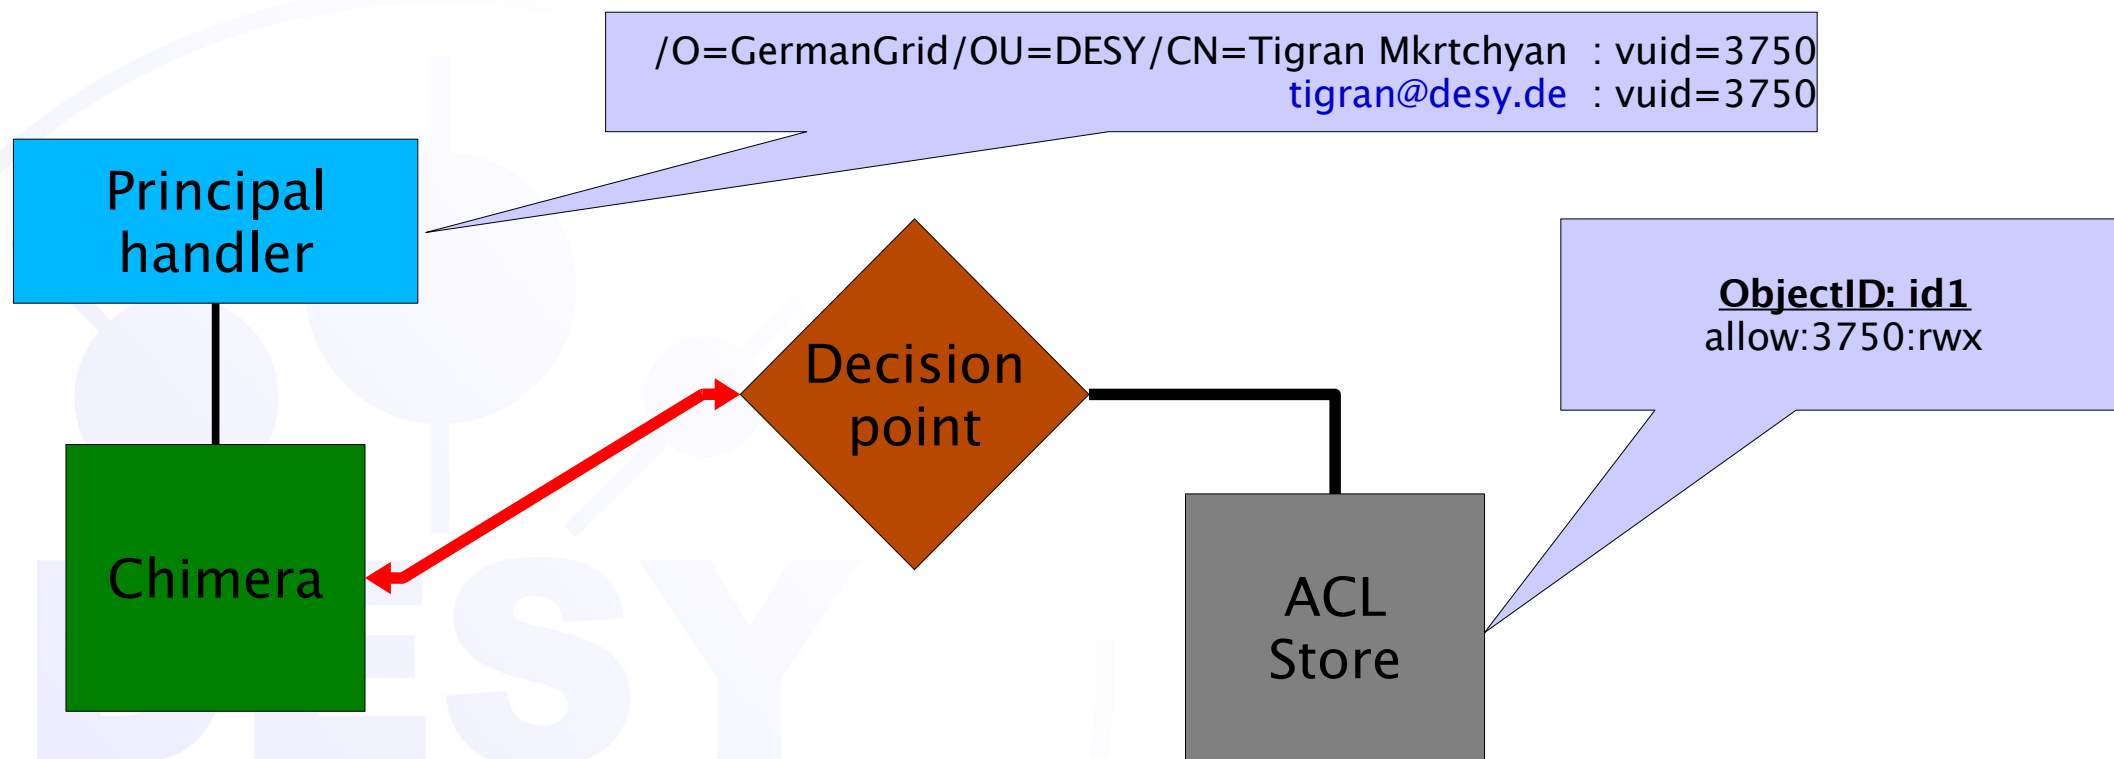 /O=GermanGrid/OU=DESY/CN=Tigran Mkrtchyan : vuid=3750
tigran@desy.de : vuid=3750
Principal
handler
ObjectID: id1
allow:3750:rwx
Decision
point
Chimera
ACL
Store
DESY